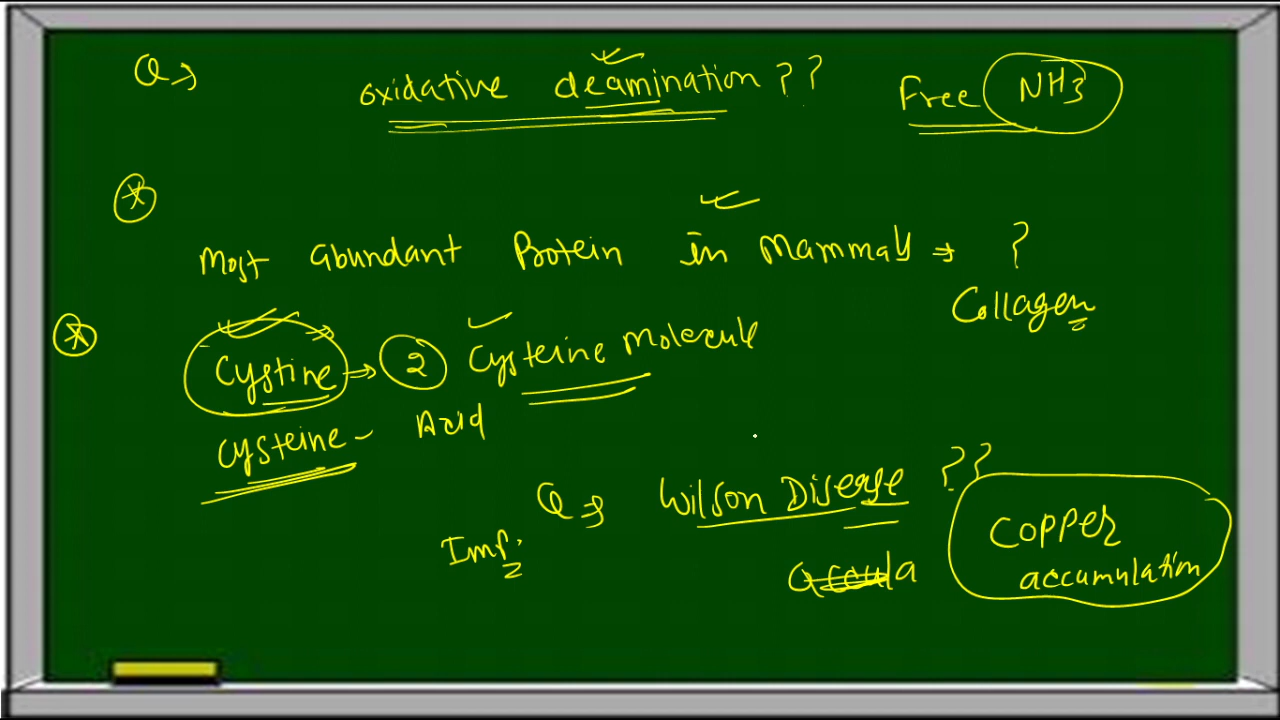 Q → oxidative deamination ?? Free NH3
Most abundant Protein in Mammals → ?
Collagen
Cystine → 2 Cysteine Molecule
Cysteine - Acid
Q → Wilson Disease ??
Imp.
Copper
accumulation